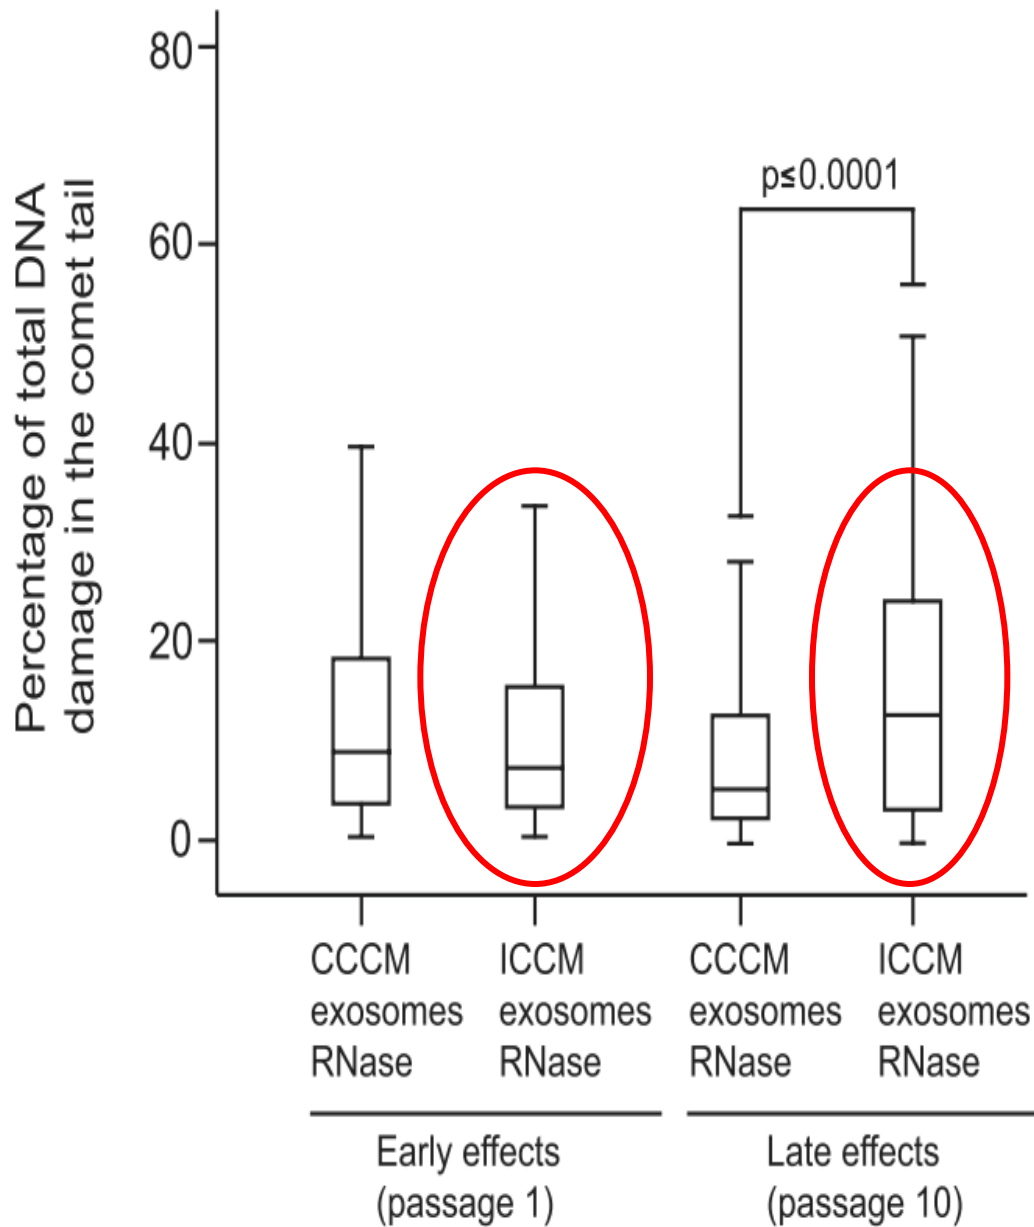 Percentage of total DNA
damage in the comet tail
80
60
40
20
0
p≤0.0001
CCCM
exosomes
RNase
ICCM
exosomes
RNase
CCCM
exosomes
RNase
ICCM
exosomes
RNase
Early effects
(passage 1)
Late effects
(passage 10)